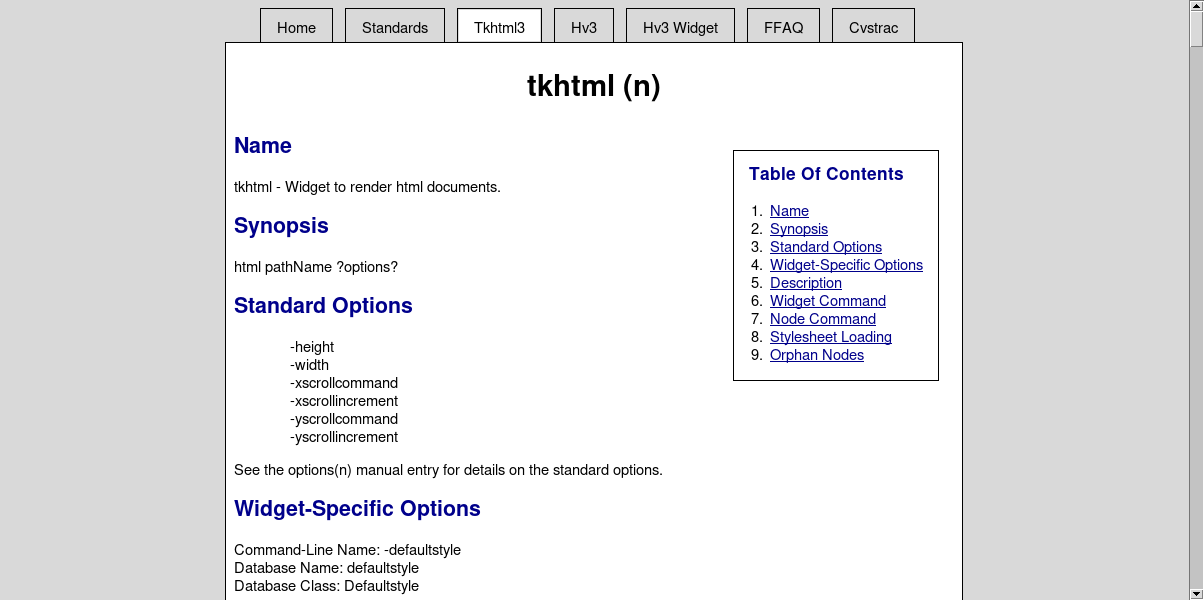 Home Standards Tkhtml3 Hv3 Hv3 Widget FFAQ Cvstrac
tkhtml (n)
Name
tkhtml - Widget to render html documents.
Synopsis
html pathName ?options?
Standard Options
-height
-width
-xscrollcommand
-xscrollincrement
-yscrollcommand
-yscrollincrement
See the options(n) manual entry for details on the standard options.
Widget-Specific Options
Command-Line Name: -defaultstyle
Database Name: defaultstyle
Database Class: Defaultstyle
Table Of Contents
1. Name
2. Synopsis
3. Standard Options
4. Widget-Specific Options
5. Description
6. Widget Command
7. Node Command
8. Stylesheet Loading
9. Orphan Nodes